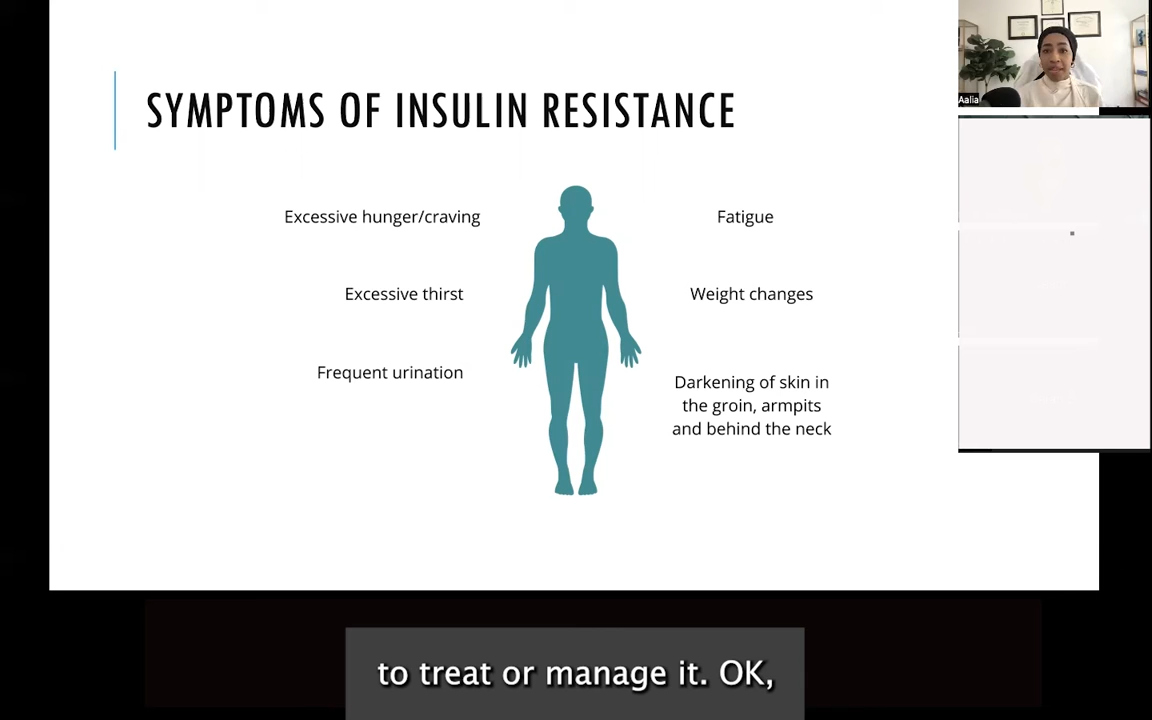 SYMPTOMS OF INSULIN RESISTANCE
Aalia
Excessive hunger/craving
Fatigue
Excessive thirst
Weight changes
Frequent urination
Darkening of skin in
the groin, armpits
and behind the neck
to treat or manage it. OK,